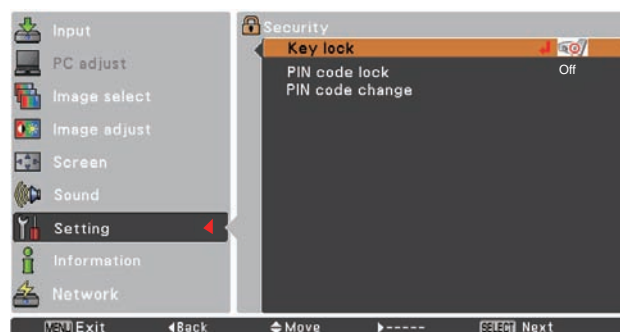 Input
PC adjust
Image select
Image adjust
Screen
Sound
Setting
Information
Network
Security
Key lock
PIN code lock Off
PIN code change
MENU Exit ◀Back ◆Move ▶----- SELECT Next